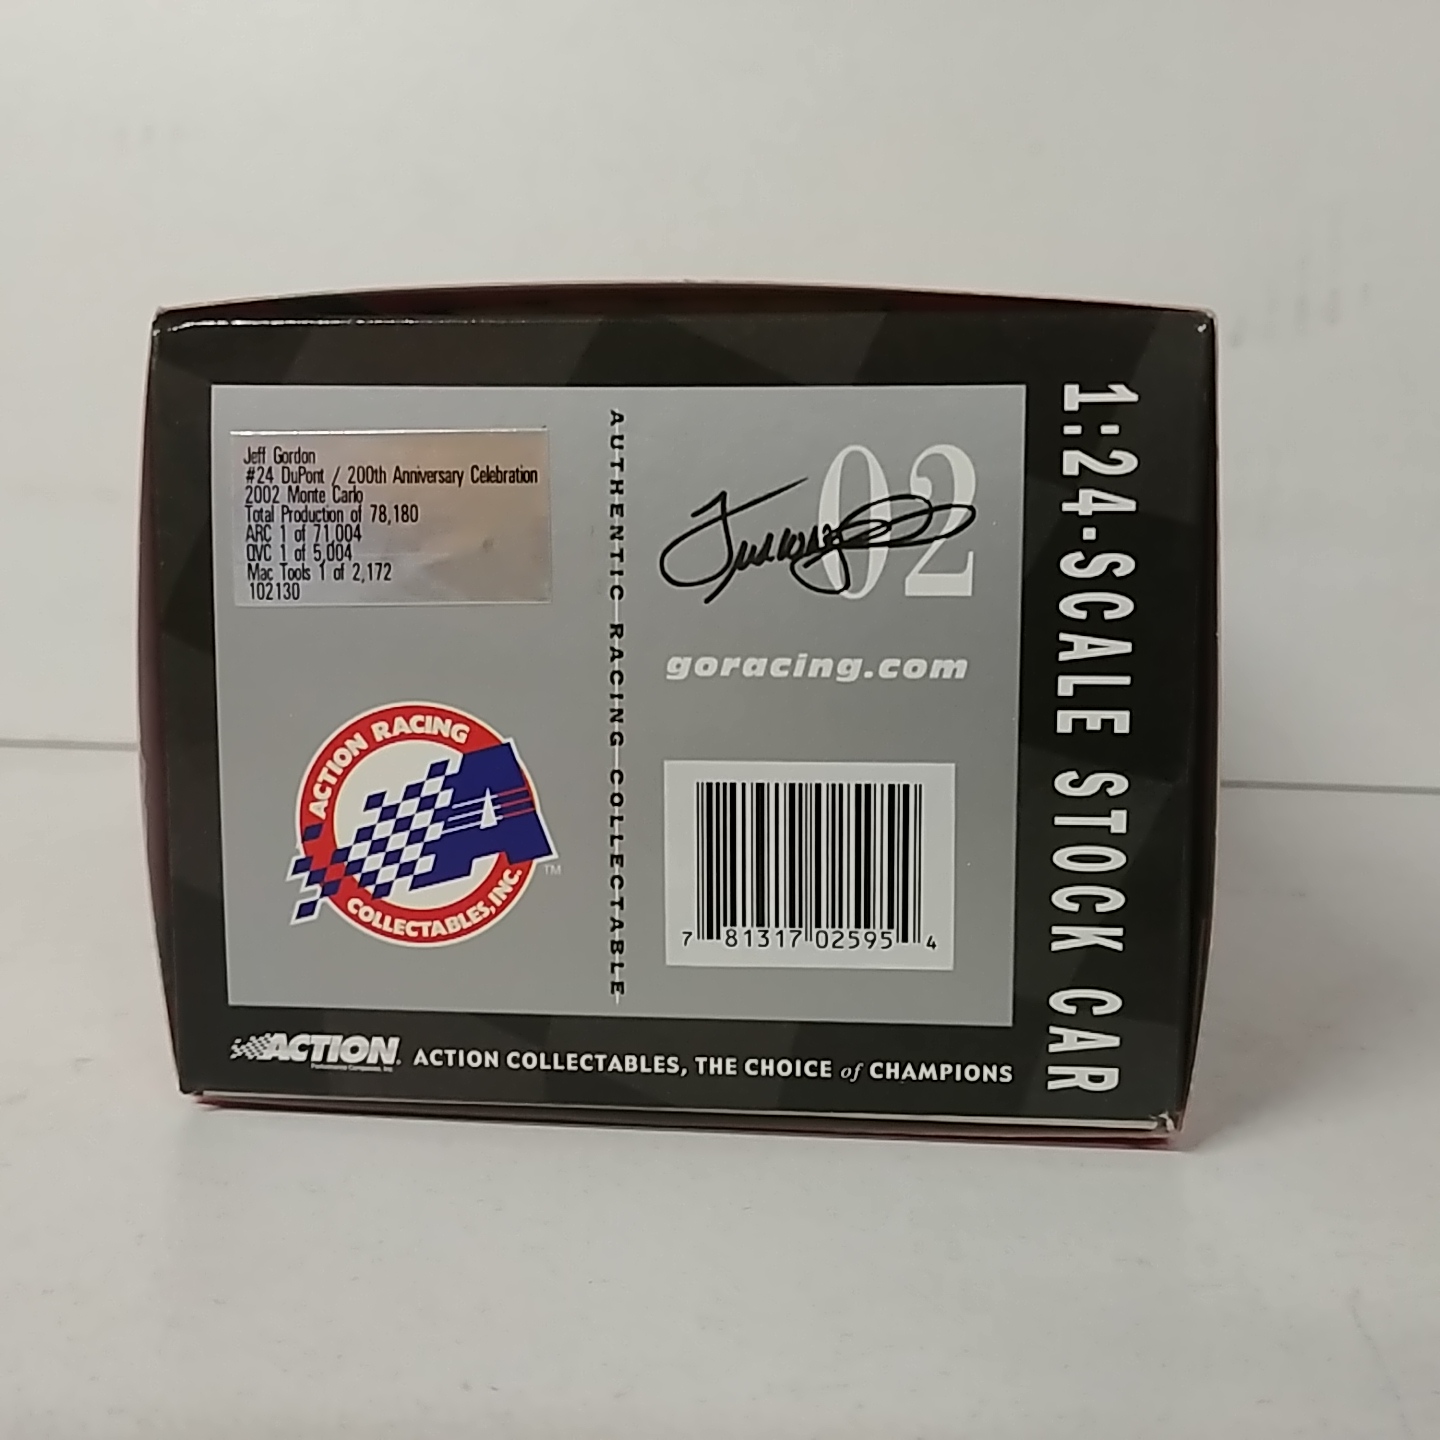 Jeff Gordon
#24 DuPont / 200th Anniversary Celebration
2002 Monte Carlo
Total Production of 78,180
ARC 1 of 71,004
QVC 1 of 5,004
Mac Tools 1 of 2,172
102130
ACTION RACING
COLLECTABLES, INC.
TM
AUTHENTIC RACING COLLECTABLE
02
goracing.com
7 81317 02595 4
1:24-SCALE STOCK CAR
ACTION
ACTION COLLECTABLES, THE CHOICE of CHAMPIONS